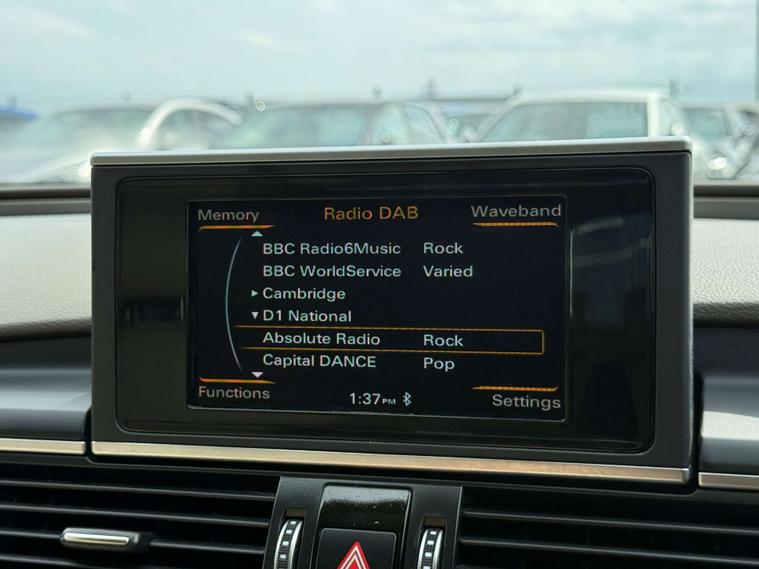 Memory Radio DAB Waveband
BBC Radio6Music Rock
BBC WorldService Varied
Cambridge
D1 National
Absolute Radio Rock
Capital DANCE Pop
Functions 1:37PM Settings